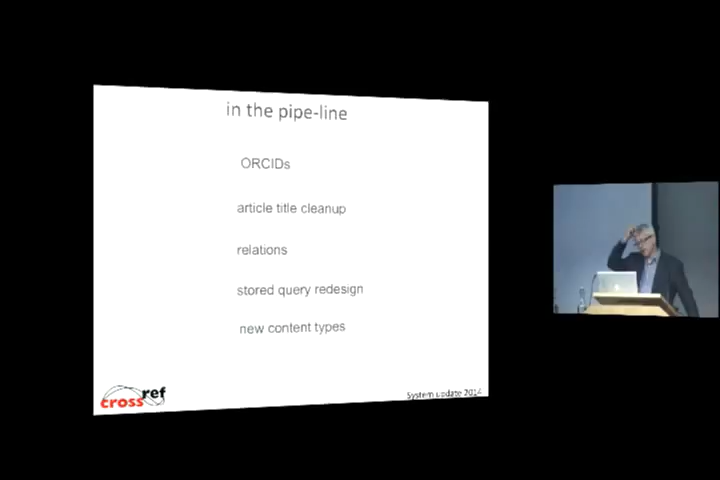 in the pipe-line
ORCIDs
article title cleanup
relations
stored query redesign
new content types
crossref
System update 2014